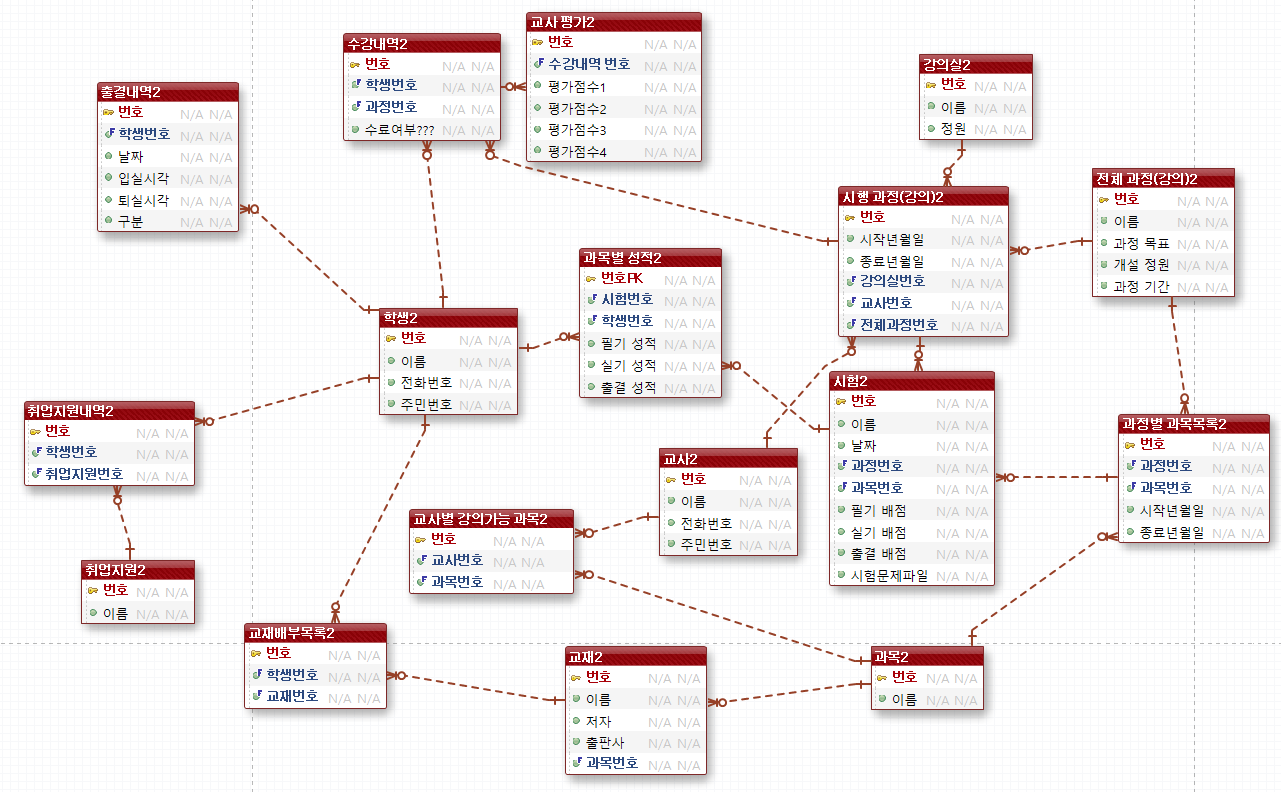 교사 평가2
번호 N/A N/A
수강내역 번호 N/A N/A
평가점수1 N/A N/A
평가점수2 N/A N/A
평가점수3 N/A N/A
평가점수4 N/A N/A
수강내역2
번호 N/A N/A
학생번호 N/A N/A
과정번호 N/A N/A
수료여부??? N/A N/A
강의실2
번호 N/A N/A
이름 N/A N/A
정원 N/A N/A
출결내역2
번호 N/A N/A
학생번호 N/A N/A
날짜 N/A N/A
입실시각 N/A N/A
퇴실시각 N/A N/A
구분 N/A N/A
전체 과정(강의)2
번호 N/A N/A
이름 N/A N/A
과정 목표 N/A N/A
개설 정원 N/A N/A
과정 기간 N/A N/A
시행 과정(강의)2
번호 N/A N/A
시작년월일 N/A N/A
종료년월일 N/A N/A
강의실번호 N/A N/A
교사번호 N/A N/A
전체과정번호 N/A N/A
과목별 성적2
번호PK N/A N/A
시험번호 N/A N/A
학생번호 N/A N/A
필기 성적 N/A N/A
실기 성적 N/A N/A
출결 성적 N/A N/A
학생2
번호 N/A N/A
이름 N/A N/A
전화번호 N/A N/A
주민번호 N/A N/A
시험2
번호 N/A N/A
이름 N/A N/A
날짜 N/A N/A
과정번호 N/A N/A
과목번호 N/A N/A
필기 배점 N/A N/A
실기 배점 N/A N/A
출결 배점 N/A N/A
시험문제파일 N/A N/A
취업지원내역2
번호 N/A N/A
학생번호 N/A N/A
취업지원번호 N/A N/A
과정별 과목목록2
번호 N/A N/A
과정번호 N/A N/A
과목번호 N/A N/A
시작년월일 N/A N/A
종료년월일 N/A N/A
교사2
번호 N/A N/A
이름 N/A N/A
전화번호 N/A N/A
주민번호 N/A N/A
교사별 강의가능 과목2
번호 N/A N/A
교사번호 N/A N/A
과목번호 N/A N/A
취업지원2
번호 N/A N/A
이름 N/A N/A
교재배부목록2
번호 N/A N/A
학생번호 N/A N/A
교재번호 N/A N/A
교재2
번호 N/A N/A
이름 N/A N/A
저자 N/A N/A
출판사 N/A N/A
과목번호 N/A N/A
과목2
번호 N/A N/A
이름 N/A N/A